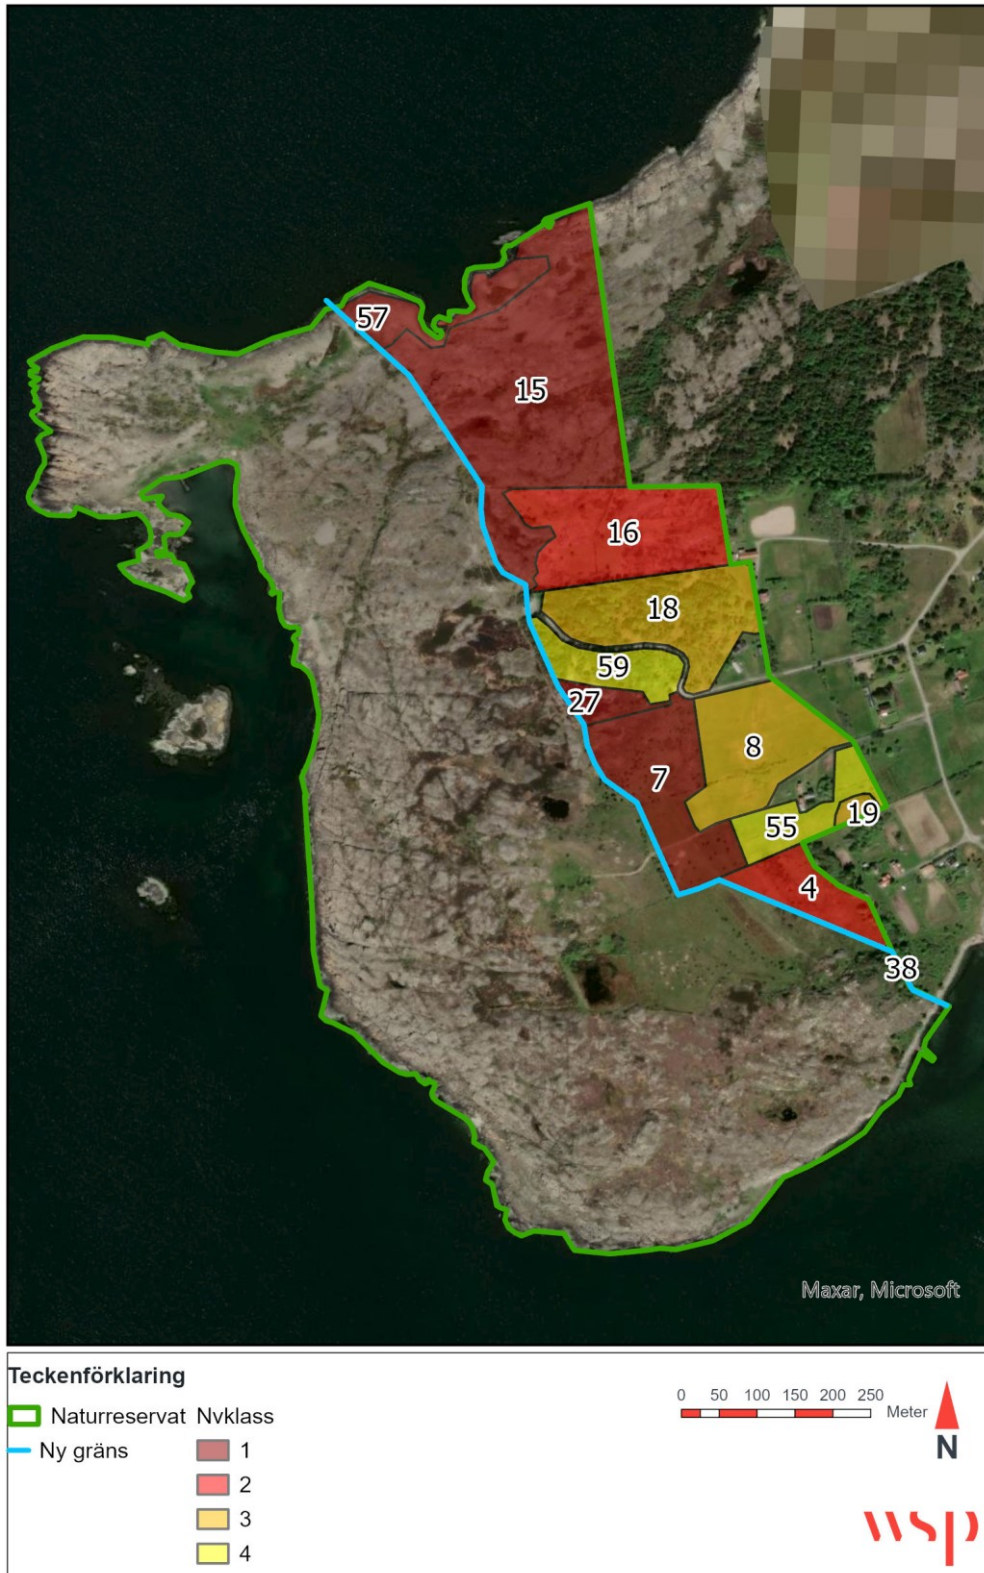 57
15
16
18
59
27
8
7
19
55
4
38
Maxar, Microsoft
Teckenförklaring
Naturreservat Nvklass
Ny gräns
1
2
3
4
0 50 100 150 200 250
Meter
N
wsp